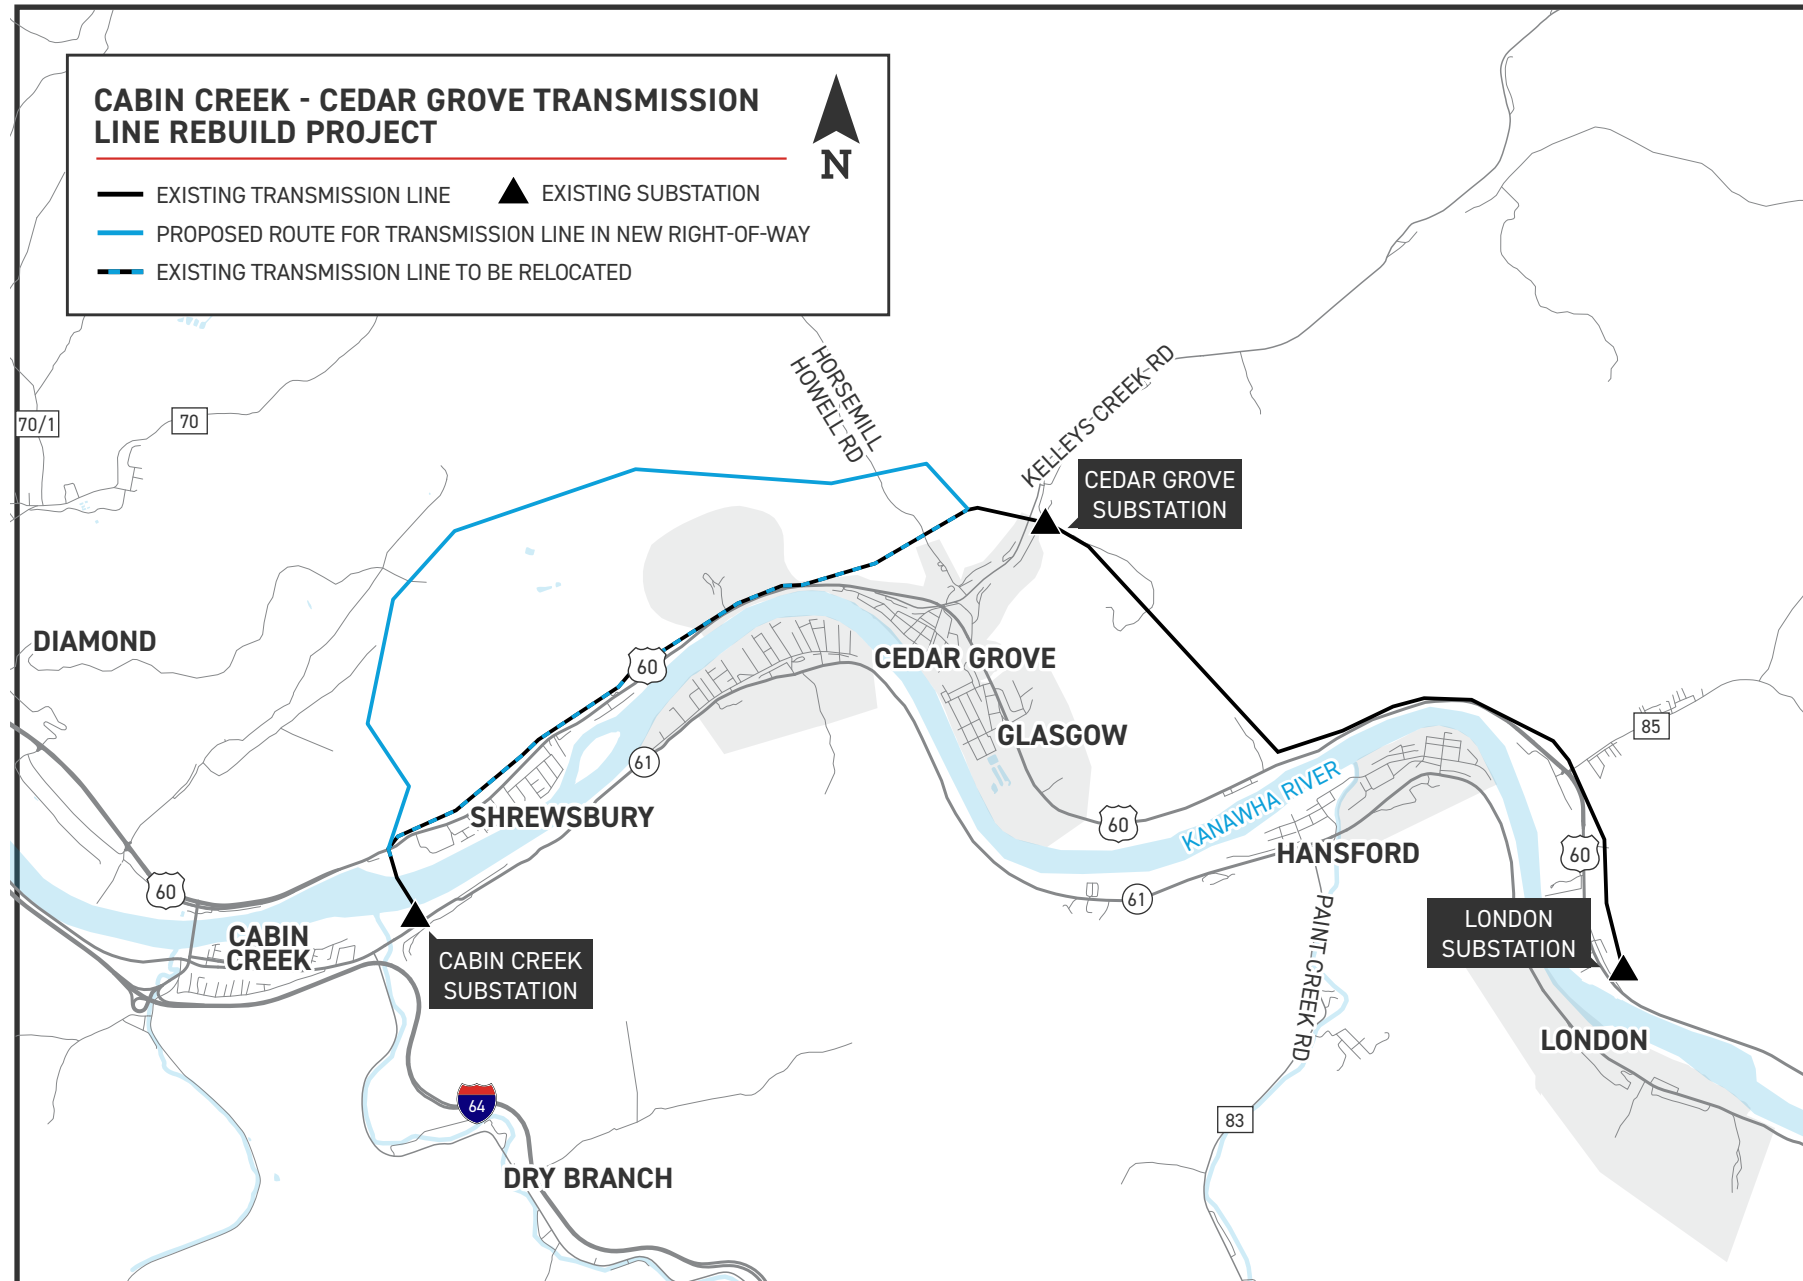 CABIN CREEK - CEDAR GROVE TRANSMISSION
LINE REBUILD PROJECT
N
EXISTING TRANSMISSION LINE
EXISTING SUBSTATION
PROPOSED ROUTE FOR TRANSMISSION LINE IN NEW RIGHT-OF-WAY
EXISTING TRANSMISSION LINE TO BE RELOCATED
70/1
70
HORSEMILL
HOWELL RD
KELLEYS CREEK RD
CEDAR GROVE
SUBSTATION
DIAMOND
60
CEDAR GROVE
GLASGOW
85
61
SHREWSBURY
KANAWHA RIVER
60
HANSFORD
60
60
61
CABIN
CREEK
CABIN CREEK
SUBSTATION
PAINT CREEK RD
LONDON
SUBSTATION
LONDON
64
83
DRY BRANCH